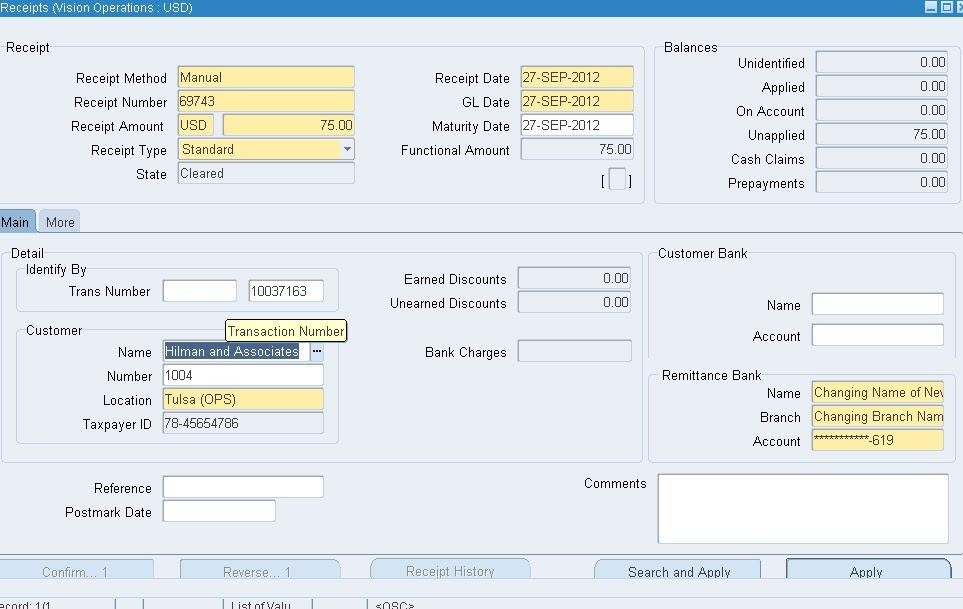 Receipts (Vision Operations : USD)
Receipt
Receipt Method Manual
Receipt Number 69743
Receipt Amount USD 75.00
Receipt Type Standard
State Cleared
Receipt Date 27-SEP-2012
GL Date 27-SEP-2012
Maturity Date 27-SEP-2012
Functional Amount 75.00
[ ]
Balances
Unidentified 0.00
Applied 0.00
On Account 0.00
Unapplied 75.00
Cash Claims 0.00
Prepayments 0.00
Main More
Detail
Identify By
Trans Number 10037163
Transaction Number
Customer
Name Hilman and Associates ...
Number 1004
Location Tulsa (OPS)
Taxpayer ID 78-45654786
Earned Discounts 0.00
Unearned Discounts 0.00
Bank Charges
Customer Bank
Name
Account
Remittance Bank
Name Changing Name of Nev
Branch Changing Branch Nam
Account ***********-619
Reference
Postmark Date
Comments
Confirm... 1 Reverse... 1 Receipt History Search and Apply Apply
ecord: 1/1 List of Valu <OSC>